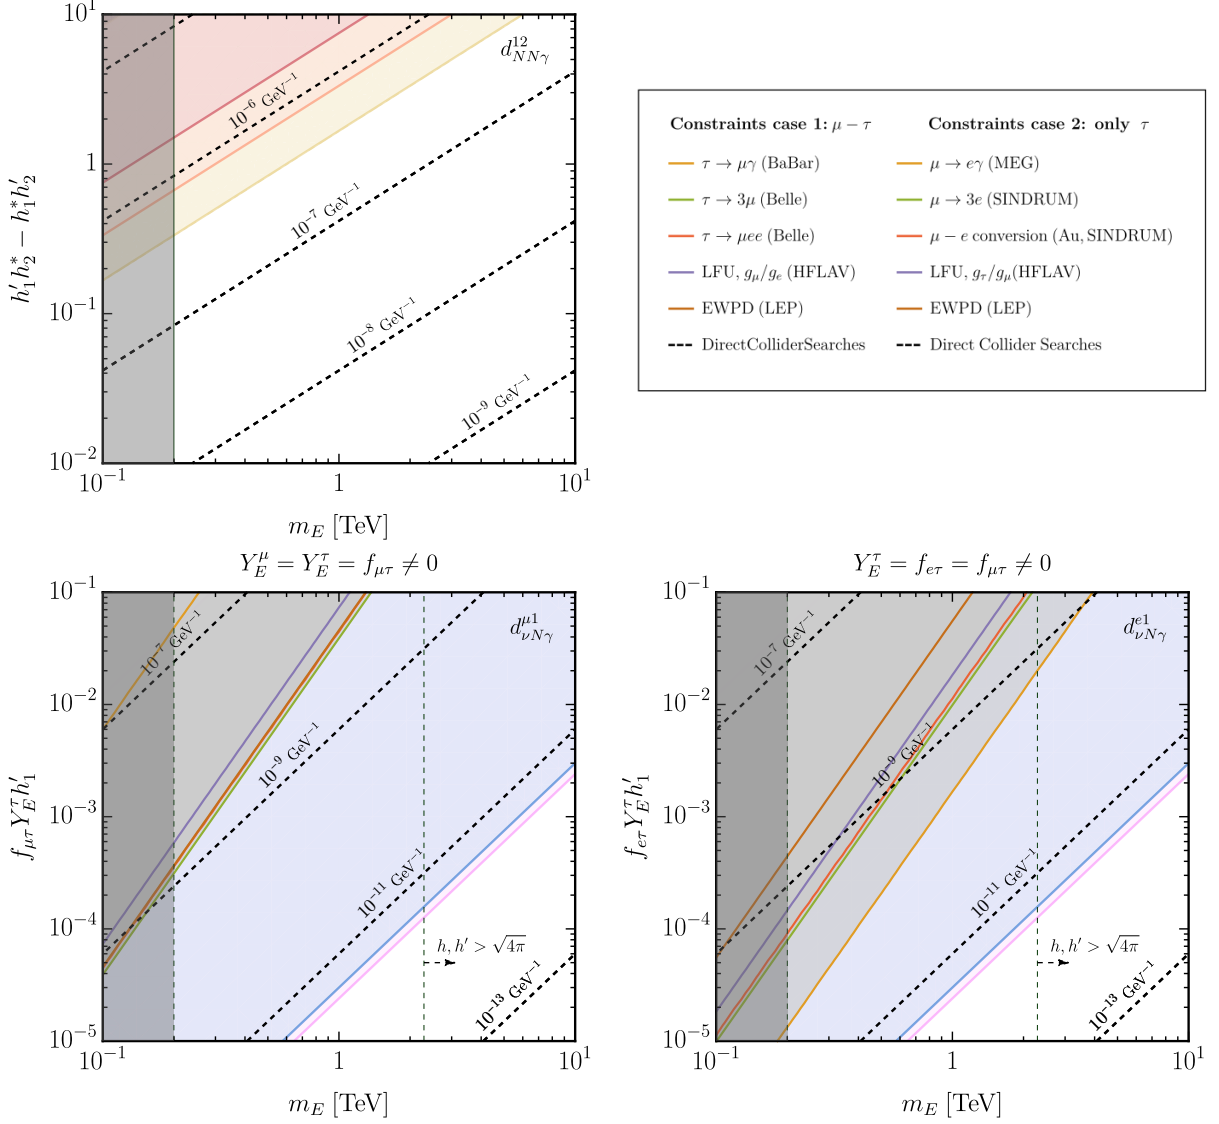 10^1
1
10^{-1}
10^{-2}
h'_1h^*_2 − h^*_1h'_2
d^{12}_{NNγ}
10^{-6} GeV^{-1}
10^{-7} GeV^{-1}
10^{-8} GeV^{-1}
10^{-9} GeV^{-1}
10^{-1} 1 10^1
m_E [TeV]
Constraints case 1: μ − τ
τ → μγ (BaBar)
τ → 3μ (Belle)
τ → μee (Belle)
LFU, g_μ/g_e (HFLAV)
EWPD (LEP)
DirectColliderSearches
Constraints case 2: only τ
μ → eγ (MEG)
μ → 3e (SINDRUM)
μ − e conversion (Au, SINDRUM)
LFU, g_τ/g_μ(HFLAV)
EWPD (LEP)
Direct Collider Searches
Y^μ_E = Y^τ_E = f_{μτ} ≠ 0
10^{-1}
10^{-2}
10^{-3}
10^{-4}
10^{-5}
f_{μτ}Y^τ_Eh'_1
d^{μ1}_{νNγ}
10^{-7} GeV^{-1}
10^{-9} GeV^{-1}
10^{-11} GeV^{-1}
h, h' > √4π
10^{-13} GeV^{-1}
10^{-1} 1 10^1
m_E [TeV]
Y^τ_E = f_{eτ} = f_{μτ} ≠ 0
10^{-1}
10^{-2}
10^{-3}
10^{-4}
10^{-5}
f_{eτ}Y^τ_Eh'_1
d^{e1}_{νNγ}
10^{-7} GeV^{-1}
10^{-9} GeV^{-1}
10^{-11} GeV^{-1}
h, h' > √4π
10^{-13} GeV^{-1}
10^{-1} 1 10^1
m_E [TeV]